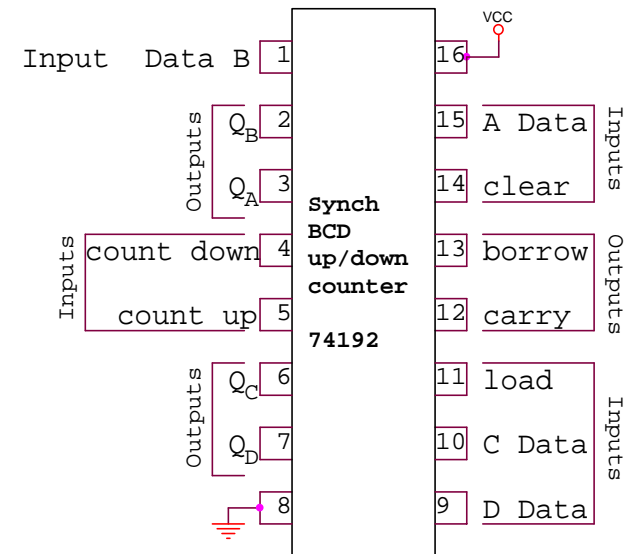 VCC
Input Data B 1
16
Outputs
Q_B 2
15 A Data
Inputs
Q_A 3
14 clear
Synch
BCD
up/down
counter
74192
Inputs
count down 4
13 borrow
Outputs
count up 5
12 carry
Outputs
Q_C 6
11 load
Inputs
Q_D 7
10 C Data
8
9 D Data